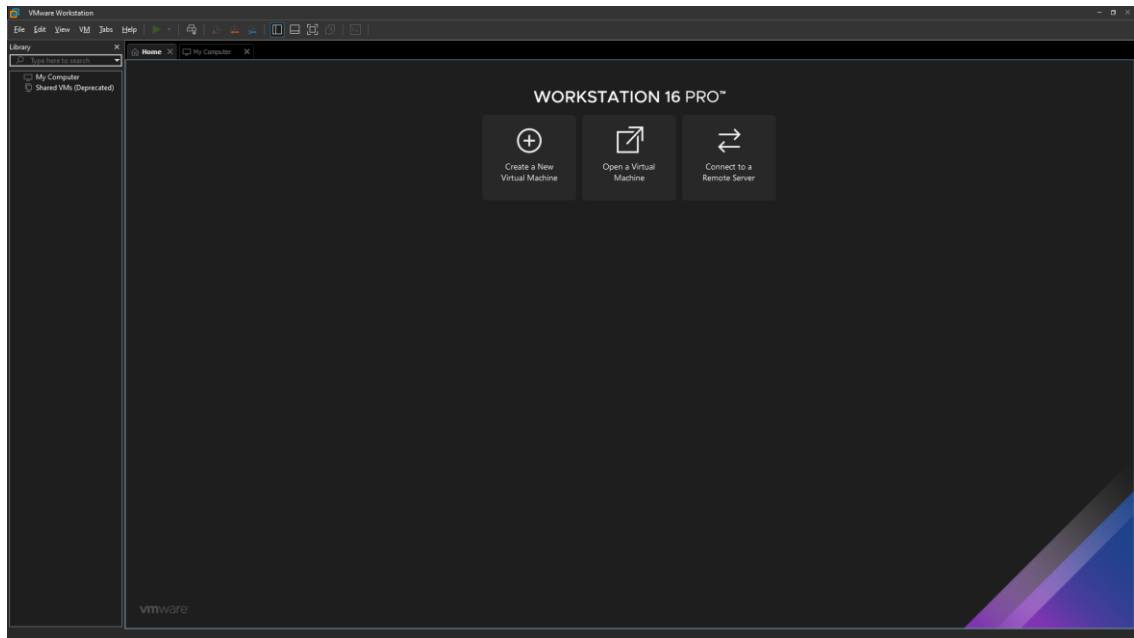 VMware Workstation
File Edit View VM Tabs Help
Library
Type here to search
My Computer
Shared VMs (Deprecated)
Home
My Computer
WORKSTATION 16 PRO™
Create a New
Virtual Machine
Open a Virtual
Machine
Connect to a
Remote Server
vmware